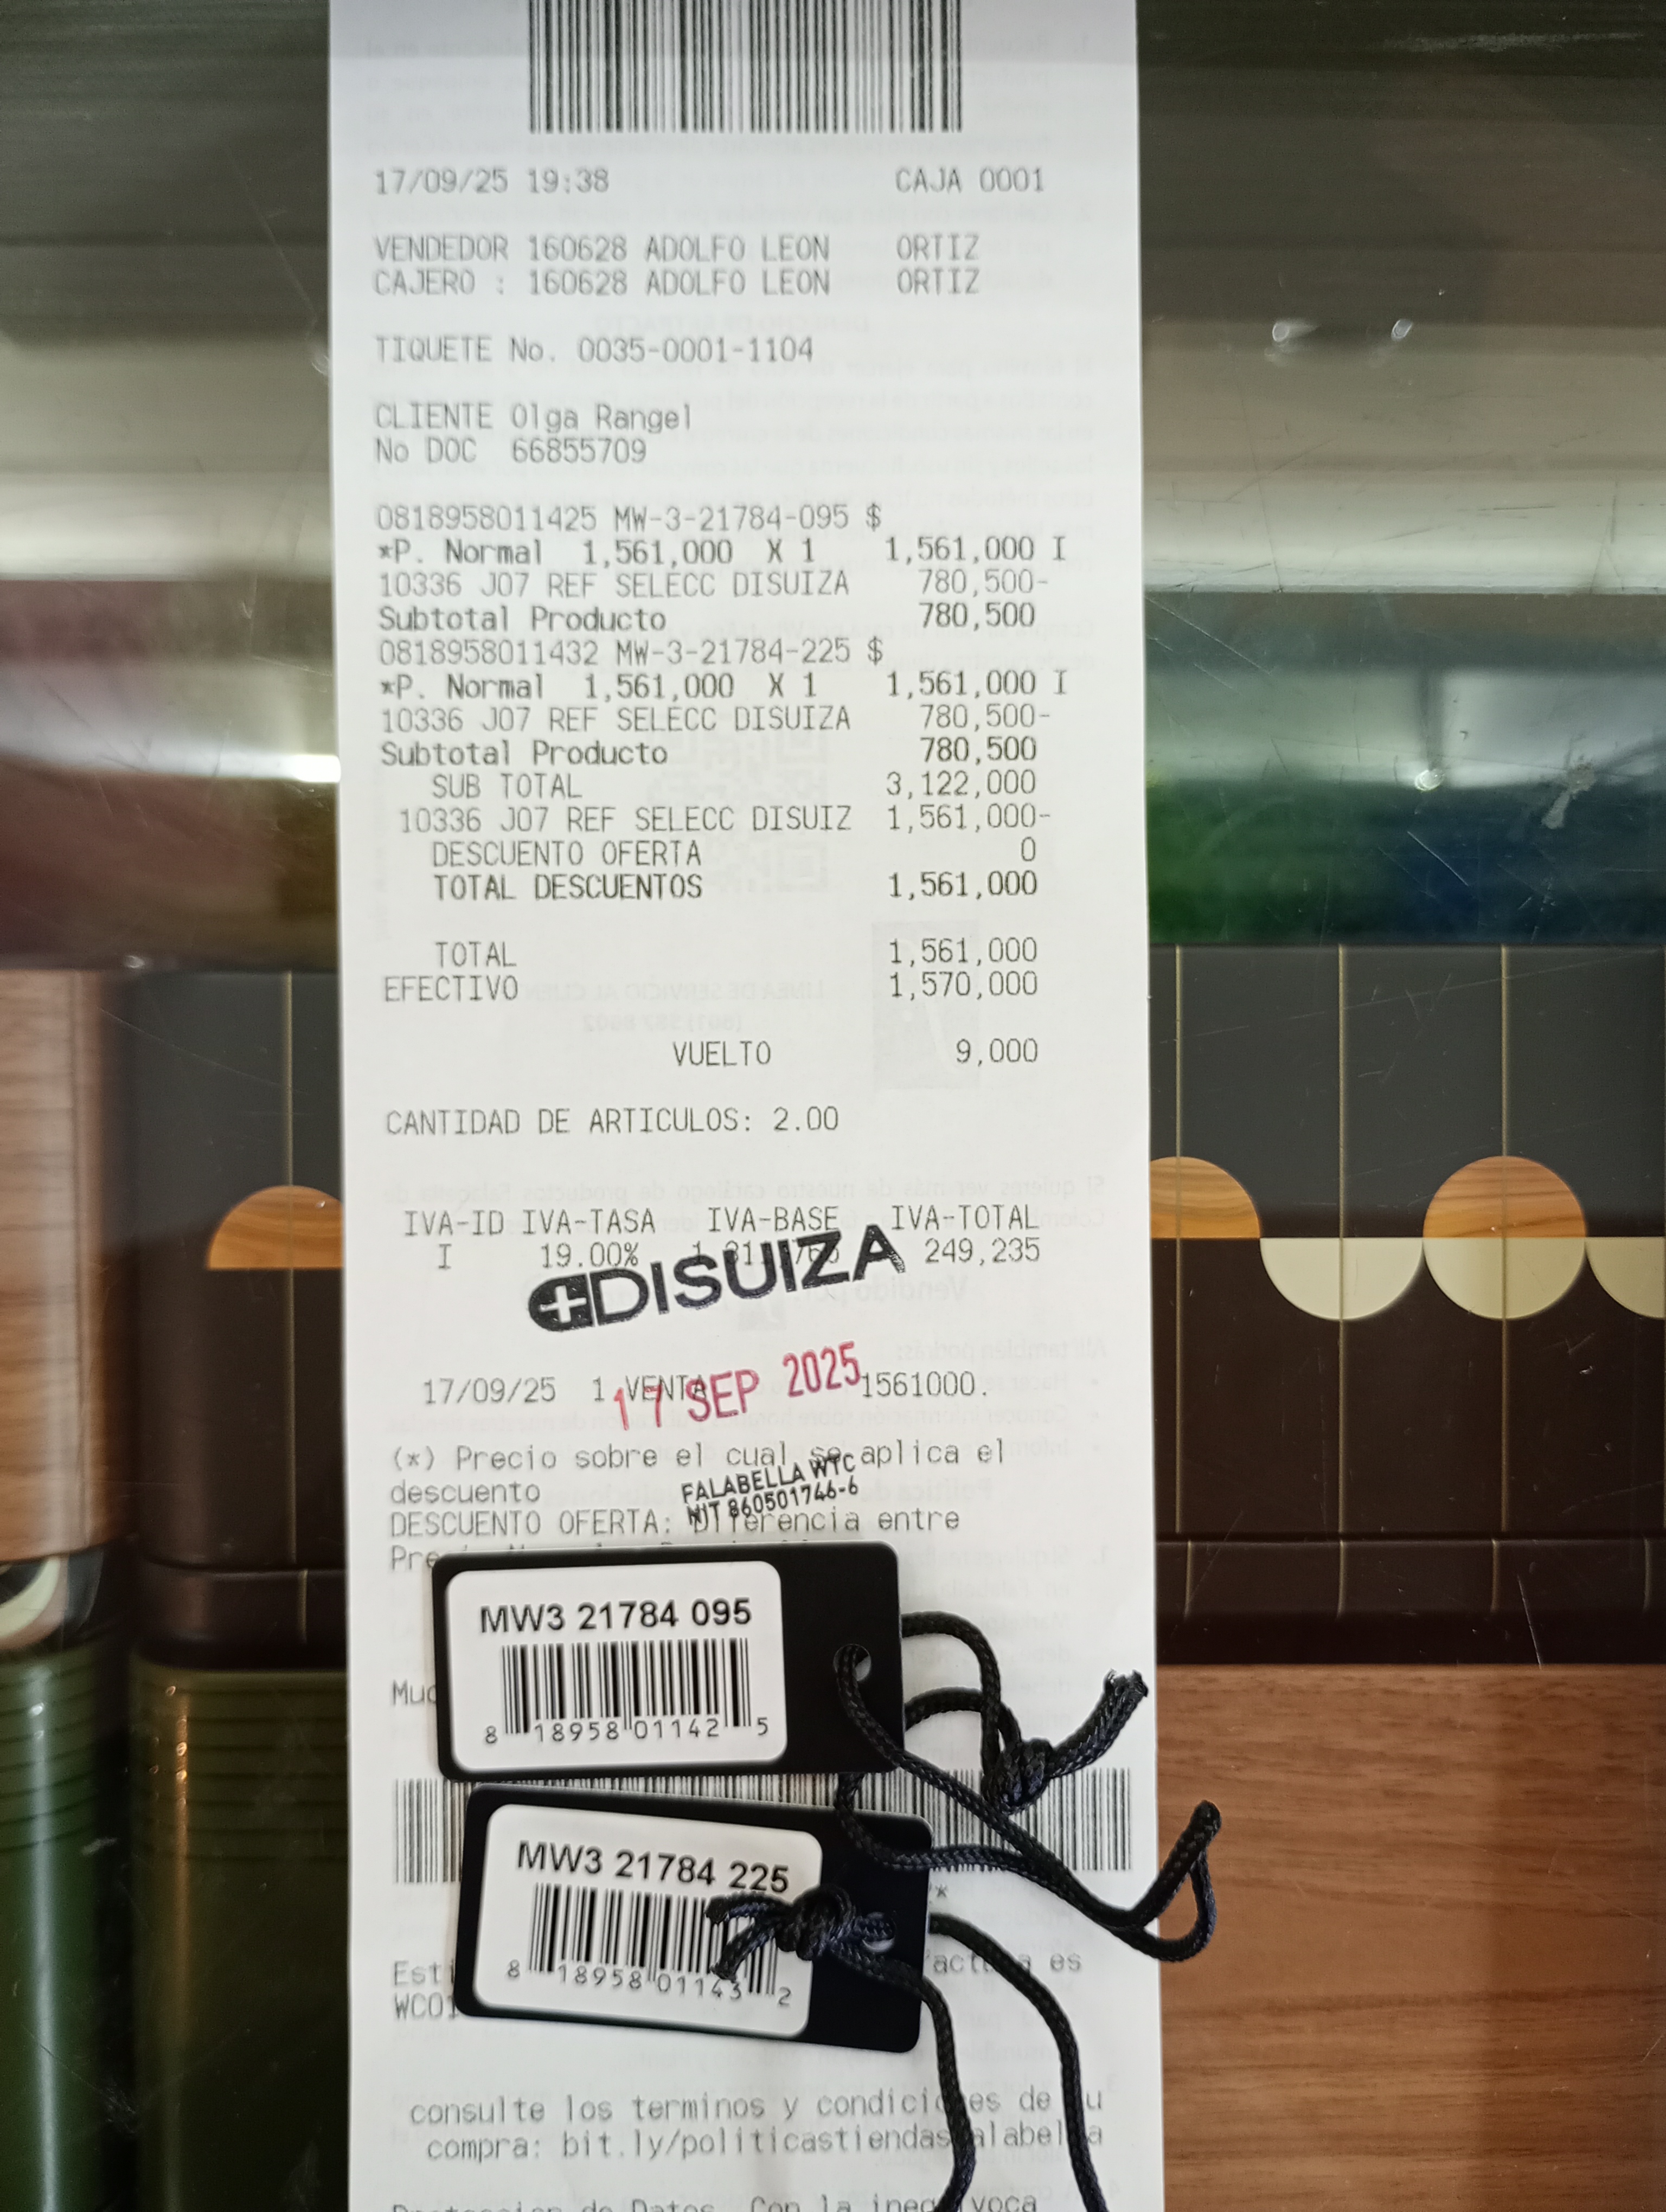 17/09/25 19:38 CAJA 0001
VENDEDOR 160628 ADOLFO LEON ORTIZ
CAJERO : 160628 ADOLFO LEON ORTIZ
TIQUETE No. 0035-0001-1104
CLIENTE Olga Rangel
No DOC 66855709
0818958011425 MW-3-21784-095 $
*P. Normal 1,561,000 X 1 1,561,000 I
10336 J07 REF SELECC DISUIZA 780,500-
Subtotal Producto 780,500
0818958011432 MW-3-21784-225 $
*P. Normal 1,561,000 X 1 1,561,000 I
10336 J07 REF SELECC DISUIZA 780,500-
Subtotal Producto 780,500
SUB TOTAL 3,122,000
10336 J07 REF SELECC DISUIZ 1,561,000-
DESCUENTO OFERTA 0
TOTAL DESCUENTOS 1,561,000
TOTAL 1,561,000
EFECTIVO 1,570,000
VUELTO 9,000
CANTIDAD DE ARTICULOS: 2.00
IVA-ID IVA-TASA IVA-BASE IVA-TOTAL
I 19.00% 249,235
DISUIZA
17/09/25 1 VENTA 1561000.
17 SEP 2025
(*) Precio sobre el cual se aplica el
descuento
FALABELLA WTC
NIT 860501746-6
DESCUENTO OFERTA: Diferencia entre
MW3 21784 095
8 18958 01142 5
MW3 21784 225
8 18958 01143 2
factura es
consulte los terminos y condiciones de su
compra: bit.ly/politicastiendasfalabella
Con la inequivoca